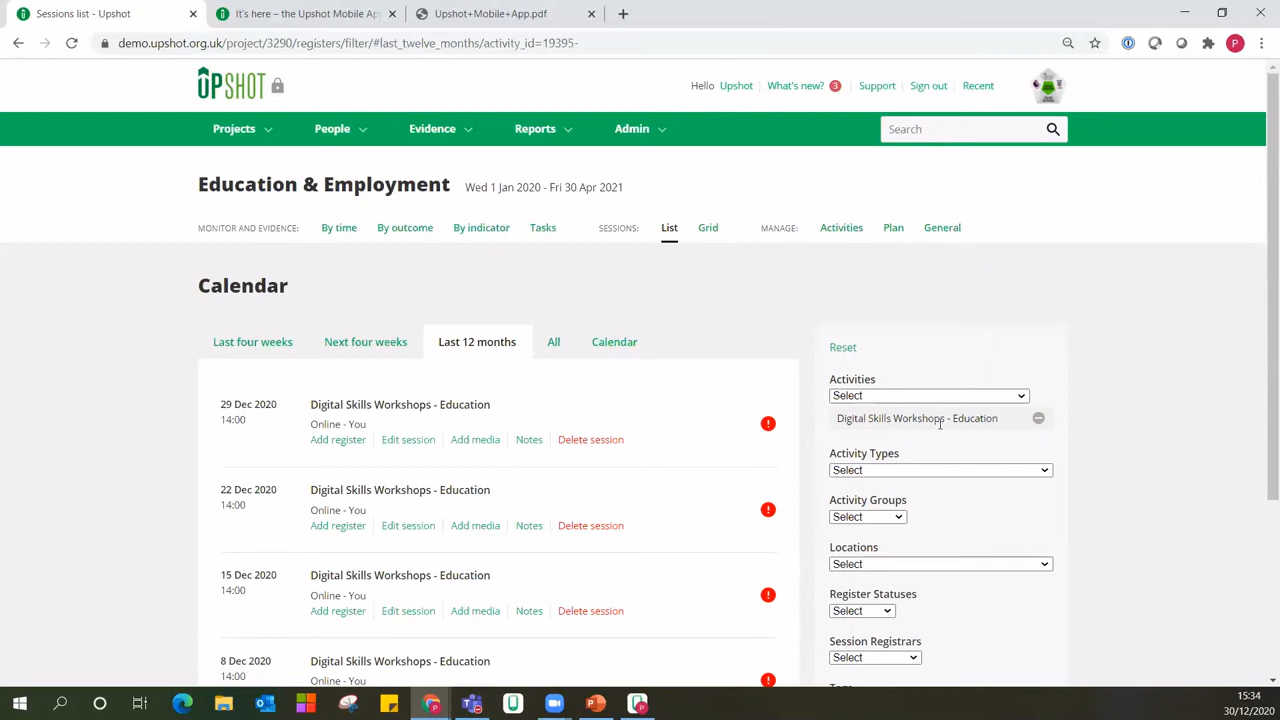 Sessions list - Upshot
It's here – the Upshot Mobile Ap
Upshot+Mobile+App.pdf
demo.upshot.org.uk/project/3290/registers/filter/#last_twelve_months/activity_id=19395-
P
UPSHOT
Hello Upshot What's new? 3 Support Sign out Recent
Projects People Evidence Reports Admin Search
Education & Employment Wed 1 Jan 2020 - Fri 30 Apr 2021
MONITOR AND EVIDENCE: By time By outcome By indicator Tasks SESSIONS: List Grid MANAGE: Activities Plan General
Calendar
Last four weeks Next four weeks Last 12 months All Calendar
29 Dec 2020 Digital Skills Workshops - Education
14:00 Online - You
Add register Edit session Add media Notes Delete session
22 Dec 2020 Digital Skills Workshops - Education
14:00 Online - You
Add register Edit session Add media Notes Delete session
15 Dec 2020 Digital Skills Workshops - Education
14:00 Online - You
Add register Edit session Add media Notes Delete session
8 Dec 2020 Digital Skills Workshops - Education
Reset
Activities
Select
Digital Skills Workshops - Education
Activity Types
Select
Activity Groups
Select
Locations
Select
Register Statuses
Select
Session Registrars
Select
15:34
30/12/2020